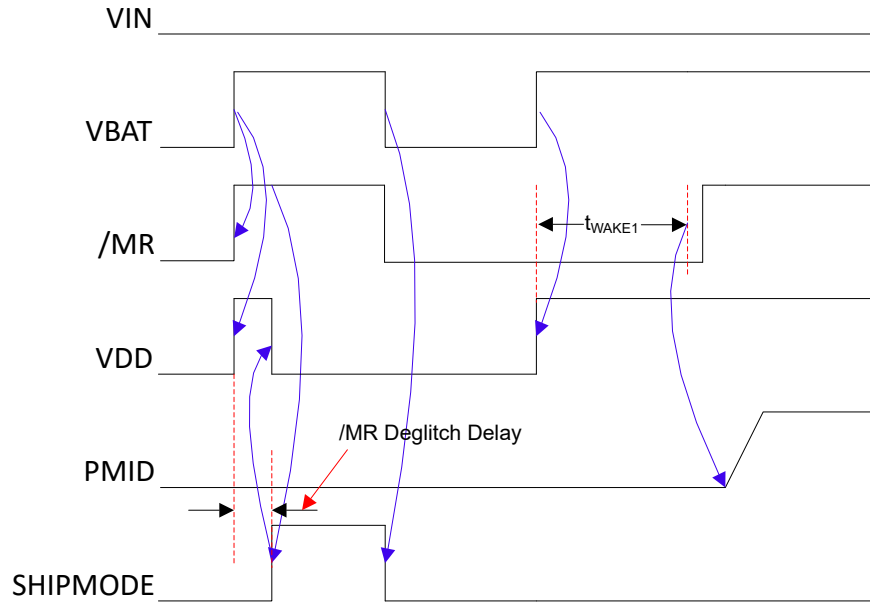 VIN
VBAT
/MR
tWAKE1
VDD
/MR Deglitch Delay
PMID
SHIPMODE